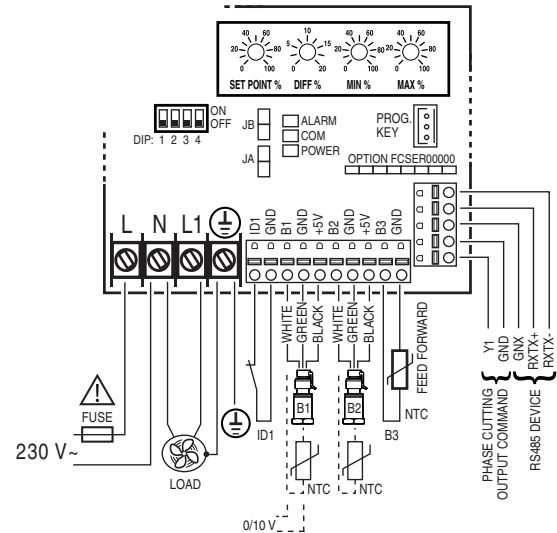 40 60
20 80
0 100
SET POINT %
10
5 15
0 20
DIFF %
40 60
20 80
0 100
MIN %
40 60
20 80
0 100
MAX %
ON
OFF
DIP: 1 2 3 4
JB
JA
ALARM
COM
POWER
PROG.
KEY
OPTION FCSER00000
L N L1
ID1 GND B1 GND +5V B2 GND +5V B3 GND
WHITE GREEN BLACK WHITE GREEN BLACK
FEED FORWARD
Y1 GND GNX RXTX+ RXTX-
PHASE CUTTING
OUTPUT COMMAND
RS485 DEVICE
FUSE
230 V~
LOAD
ID1
B1
B2
NTC
B3
NTC
NTC
0/10 V